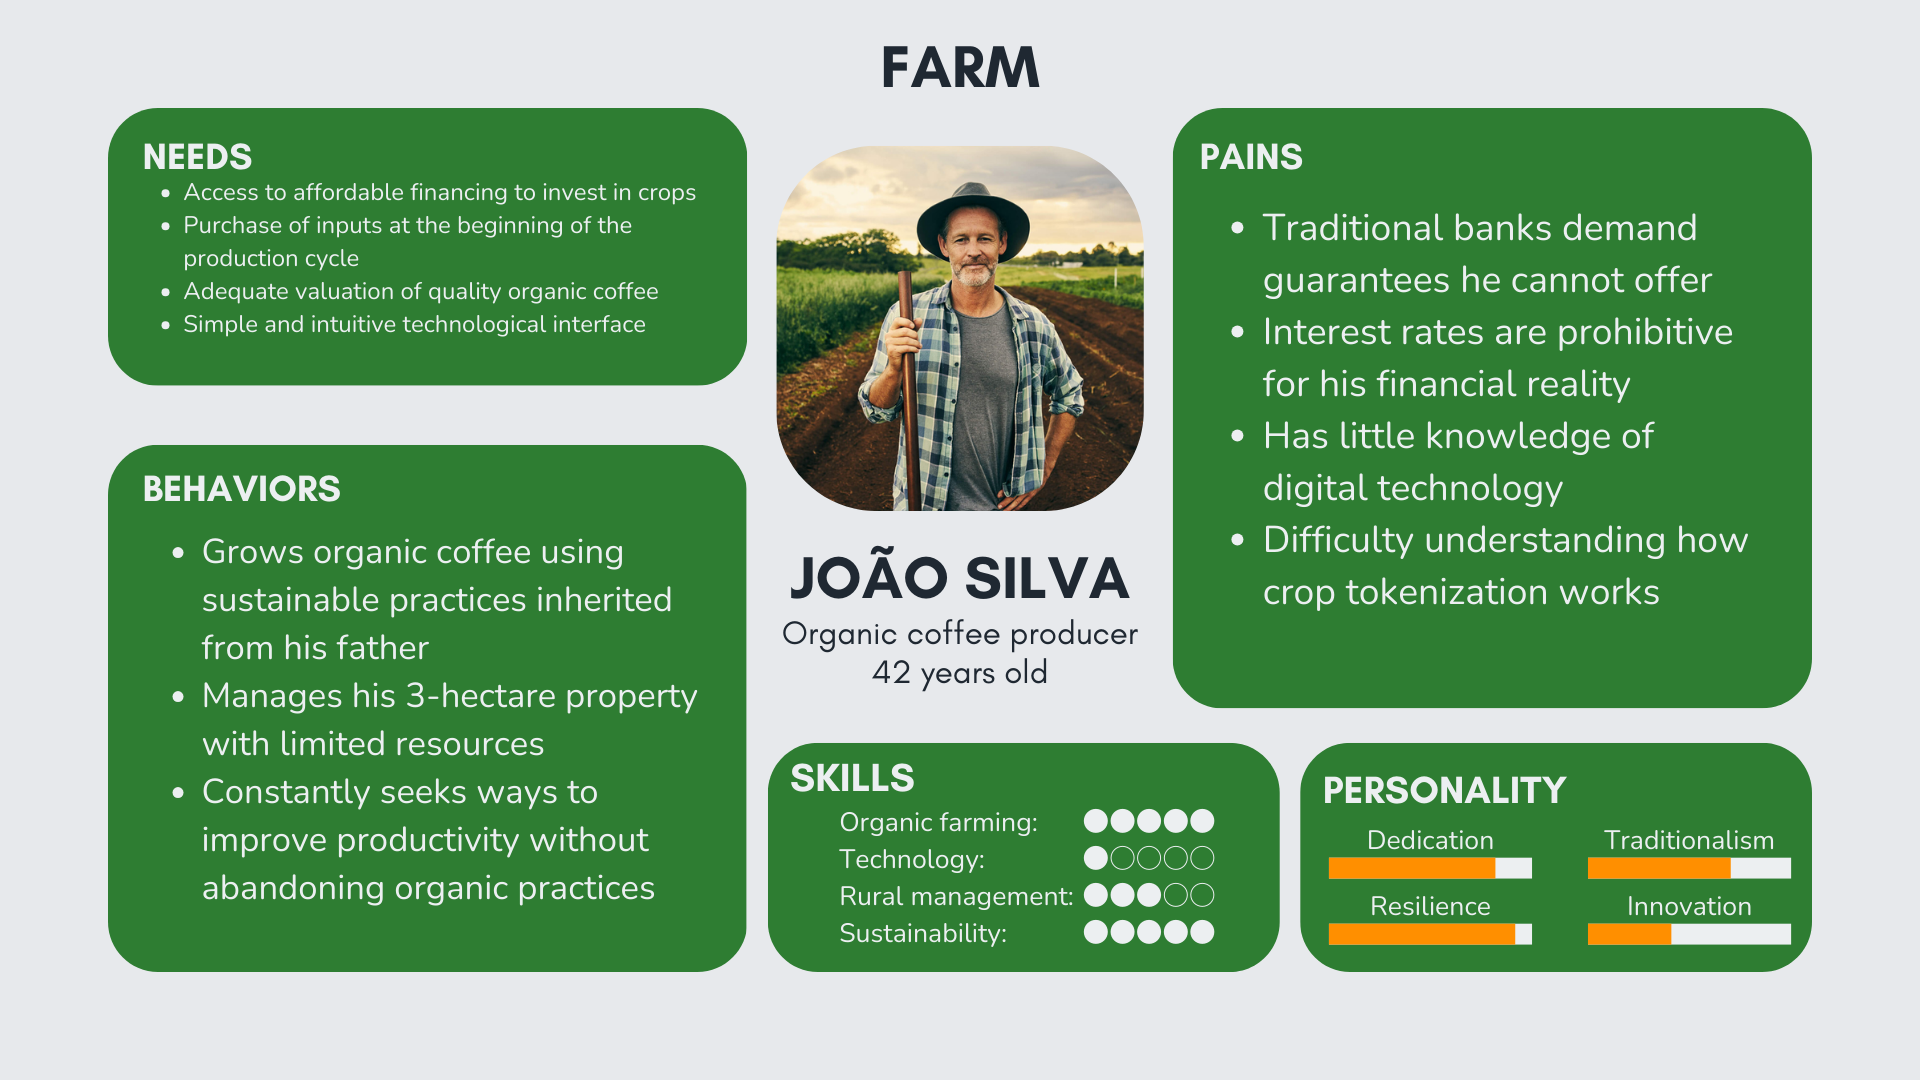 FARM
NEEDS
• Access to affordable financing to invest in crops
• Purchase of inputs at the beginning of the
production cycle
• Adequate valuation of quality organic coffee
• Simple and intuitive technological interface
BEHAVIORS
• Grows organic coffee using
sustainable practices inherited
from his father
• Manages his 3-hectare property
with limited resources
• Constantly seeks ways to
improve productivity without
abandoning organic practices
JOÃO SILVA
Organic coffee producer
42 years old
PAINS
• Traditional banks demand
guarantees he cannot offer
• Interest rates are prohibitive
for his financial reality
• Has little knowledge of
digital technology
• Difficulty understanding how
crop tokenization works
SKILLS
Organic farming:
Technology:
Rural management:
Sustainability:
PERSONALITY
Dedication
Traditionalism
Resilience
Innovation